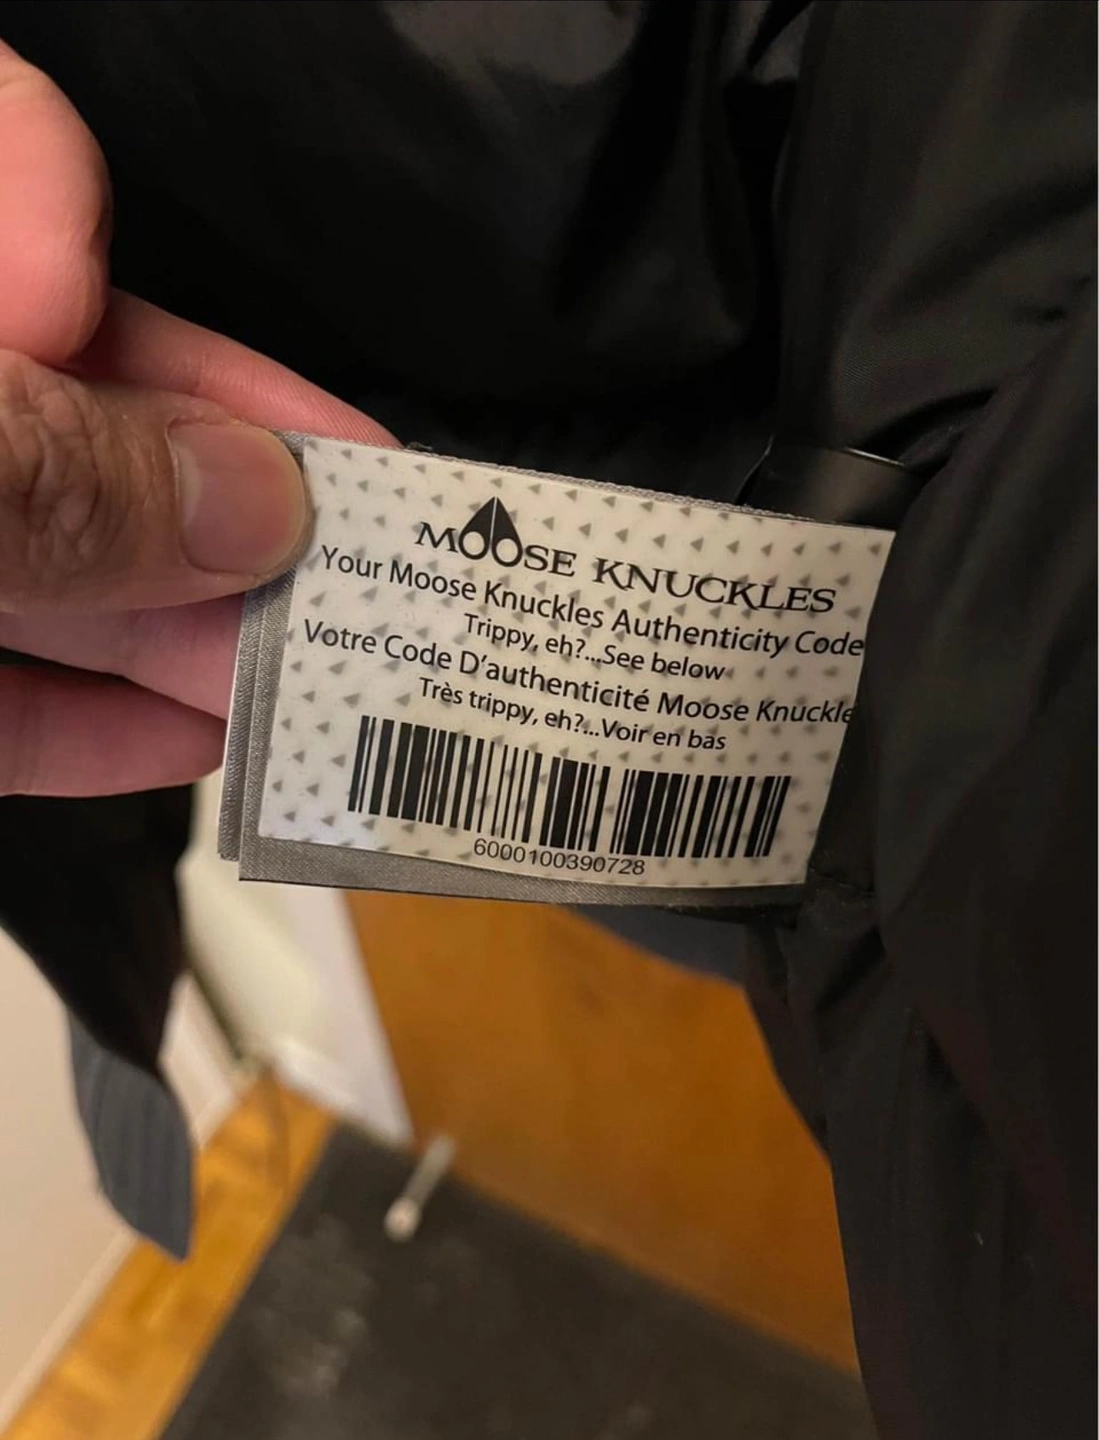 MOOSE KNUCKLES
Your Moose Knuckles Authenticity Code
Trippy, eh?...See below
Votre Code D'authenticité Moose Knuckle
Très trippy, eh?...Voir en bas
6000100390728